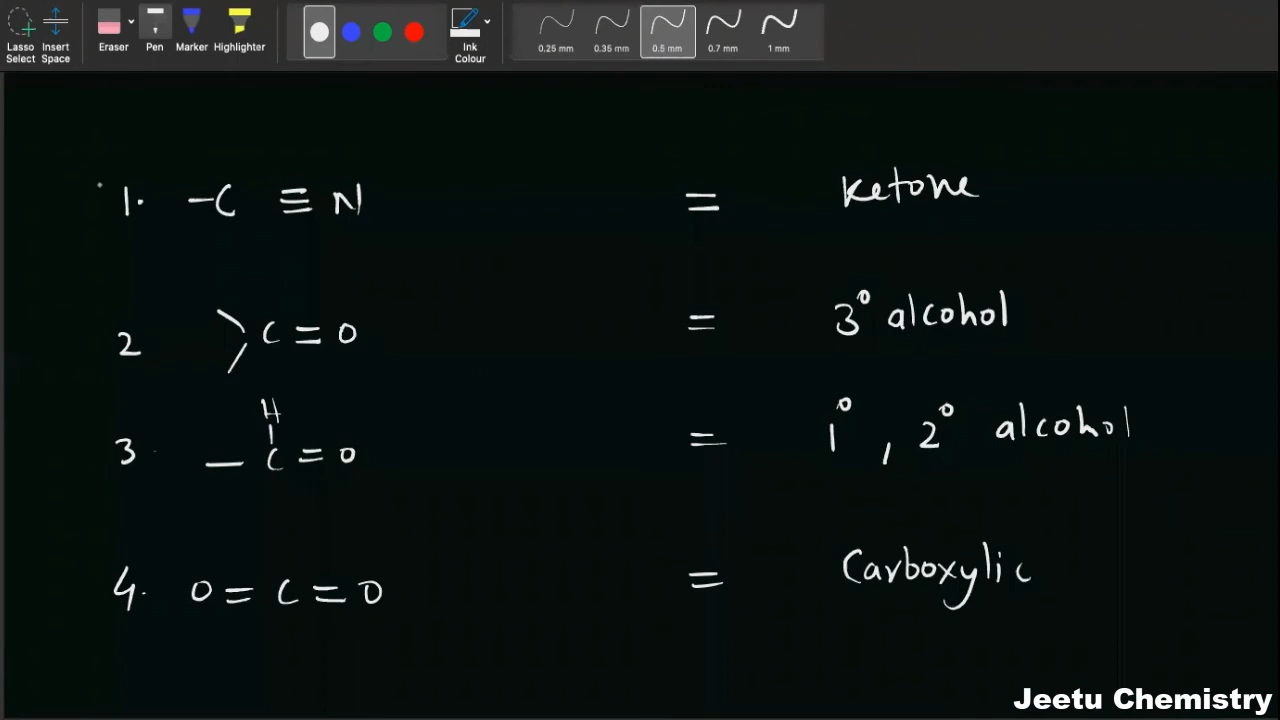 Lasso Select
Insert Space
Eraser
Pen
Marker
Highlighter
Ink Colour
0.25 mm
0.35 mm
0.5 mm
0.7 mm
1 mm
1. -C ≡ N = ketone
2 >C = O = 3° alcohol
H
|
3. - C = O = 1°, 2° alcohol
4. O = C = O = Carboxylic
Jeetu Chemistry